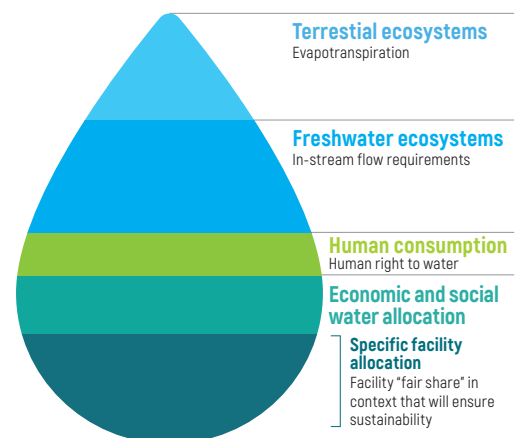 Terrestial ecosystems
Evapotranspiration
Freshwater ecosystems
In-stream flow requirements
Human consumption
Human right to water
Economic and social
water allocation
Specific facility
allocation
Facility “fair share” in
context that will ensure
sustainability